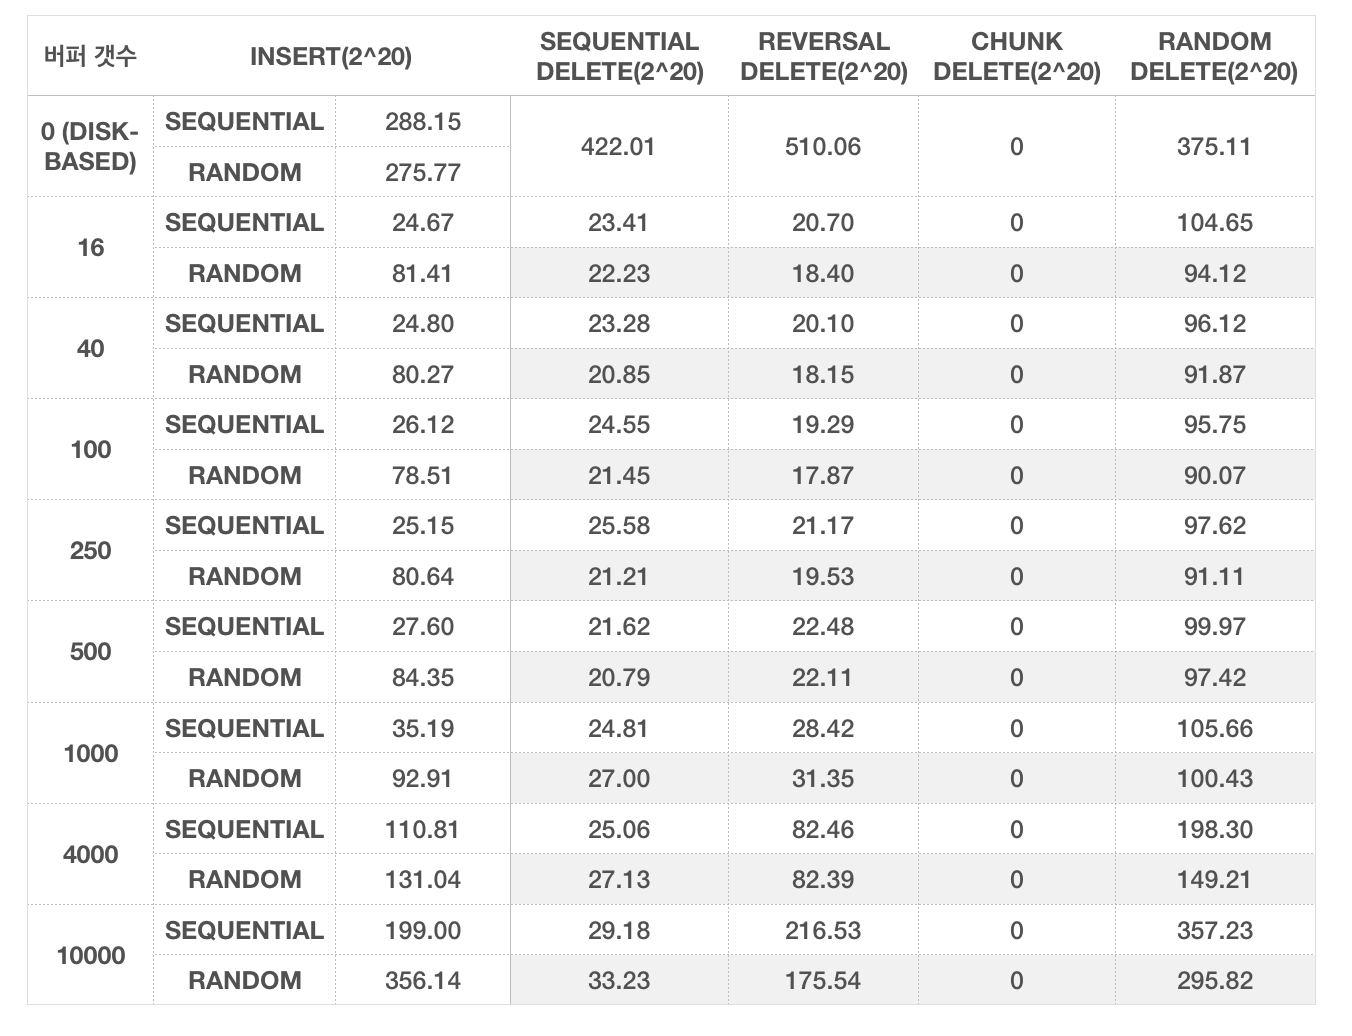 버퍼 갯수 INSERT(2^20) SEQUENTIAL DELETE(2^20) REVERSAL DELETE(2^20) CHUNK DELETE(2^20) RANDOM DELETE(2^20)
0 (DISK-BASED) SEQUENTIAL 288.15 422.01 510.06 0 375.11
RANDOM 275.77
16 SEQUENTIAL 24.67 23.41 20.70 0 104.65
RANDOM 81.41 22.23 18.40 0 94.12
40 SEQUENTIAL 24.80 23.28 20.10 0 96.12
RANDOM 80.27 20.85 18.15 0 91.87
100 SEQUENTIAL 26.12 24.55 19.29 0 95.75
RANDOM 78.51 21.45 17.87 0 90.07
250 SEQUENTIAL 25.15 25.58 21.17 0 97.62
RANDOM 80.64 21.21 19.53 0 91.11
500 SEQUENTIAL 27.60 21.62 22.48 0 99.97
RANDOM 84.35 20.79 22.11 0 97.42
1000 SEQUENTIAL 35.19 24.81 28.42 0 105.66
RANDOM 92.91 27.00 31.35 0 100.43
4000 SEQUENTIAL 110.81 25.06 82.46 0 198.30
RANDOM 131.04 27.13 82.39 0 149.21
10000 SEQUENTIAL 199.00 29.18 216.53 0 357.23
RANDOM 356.14 33.23 175.54 0 295.82